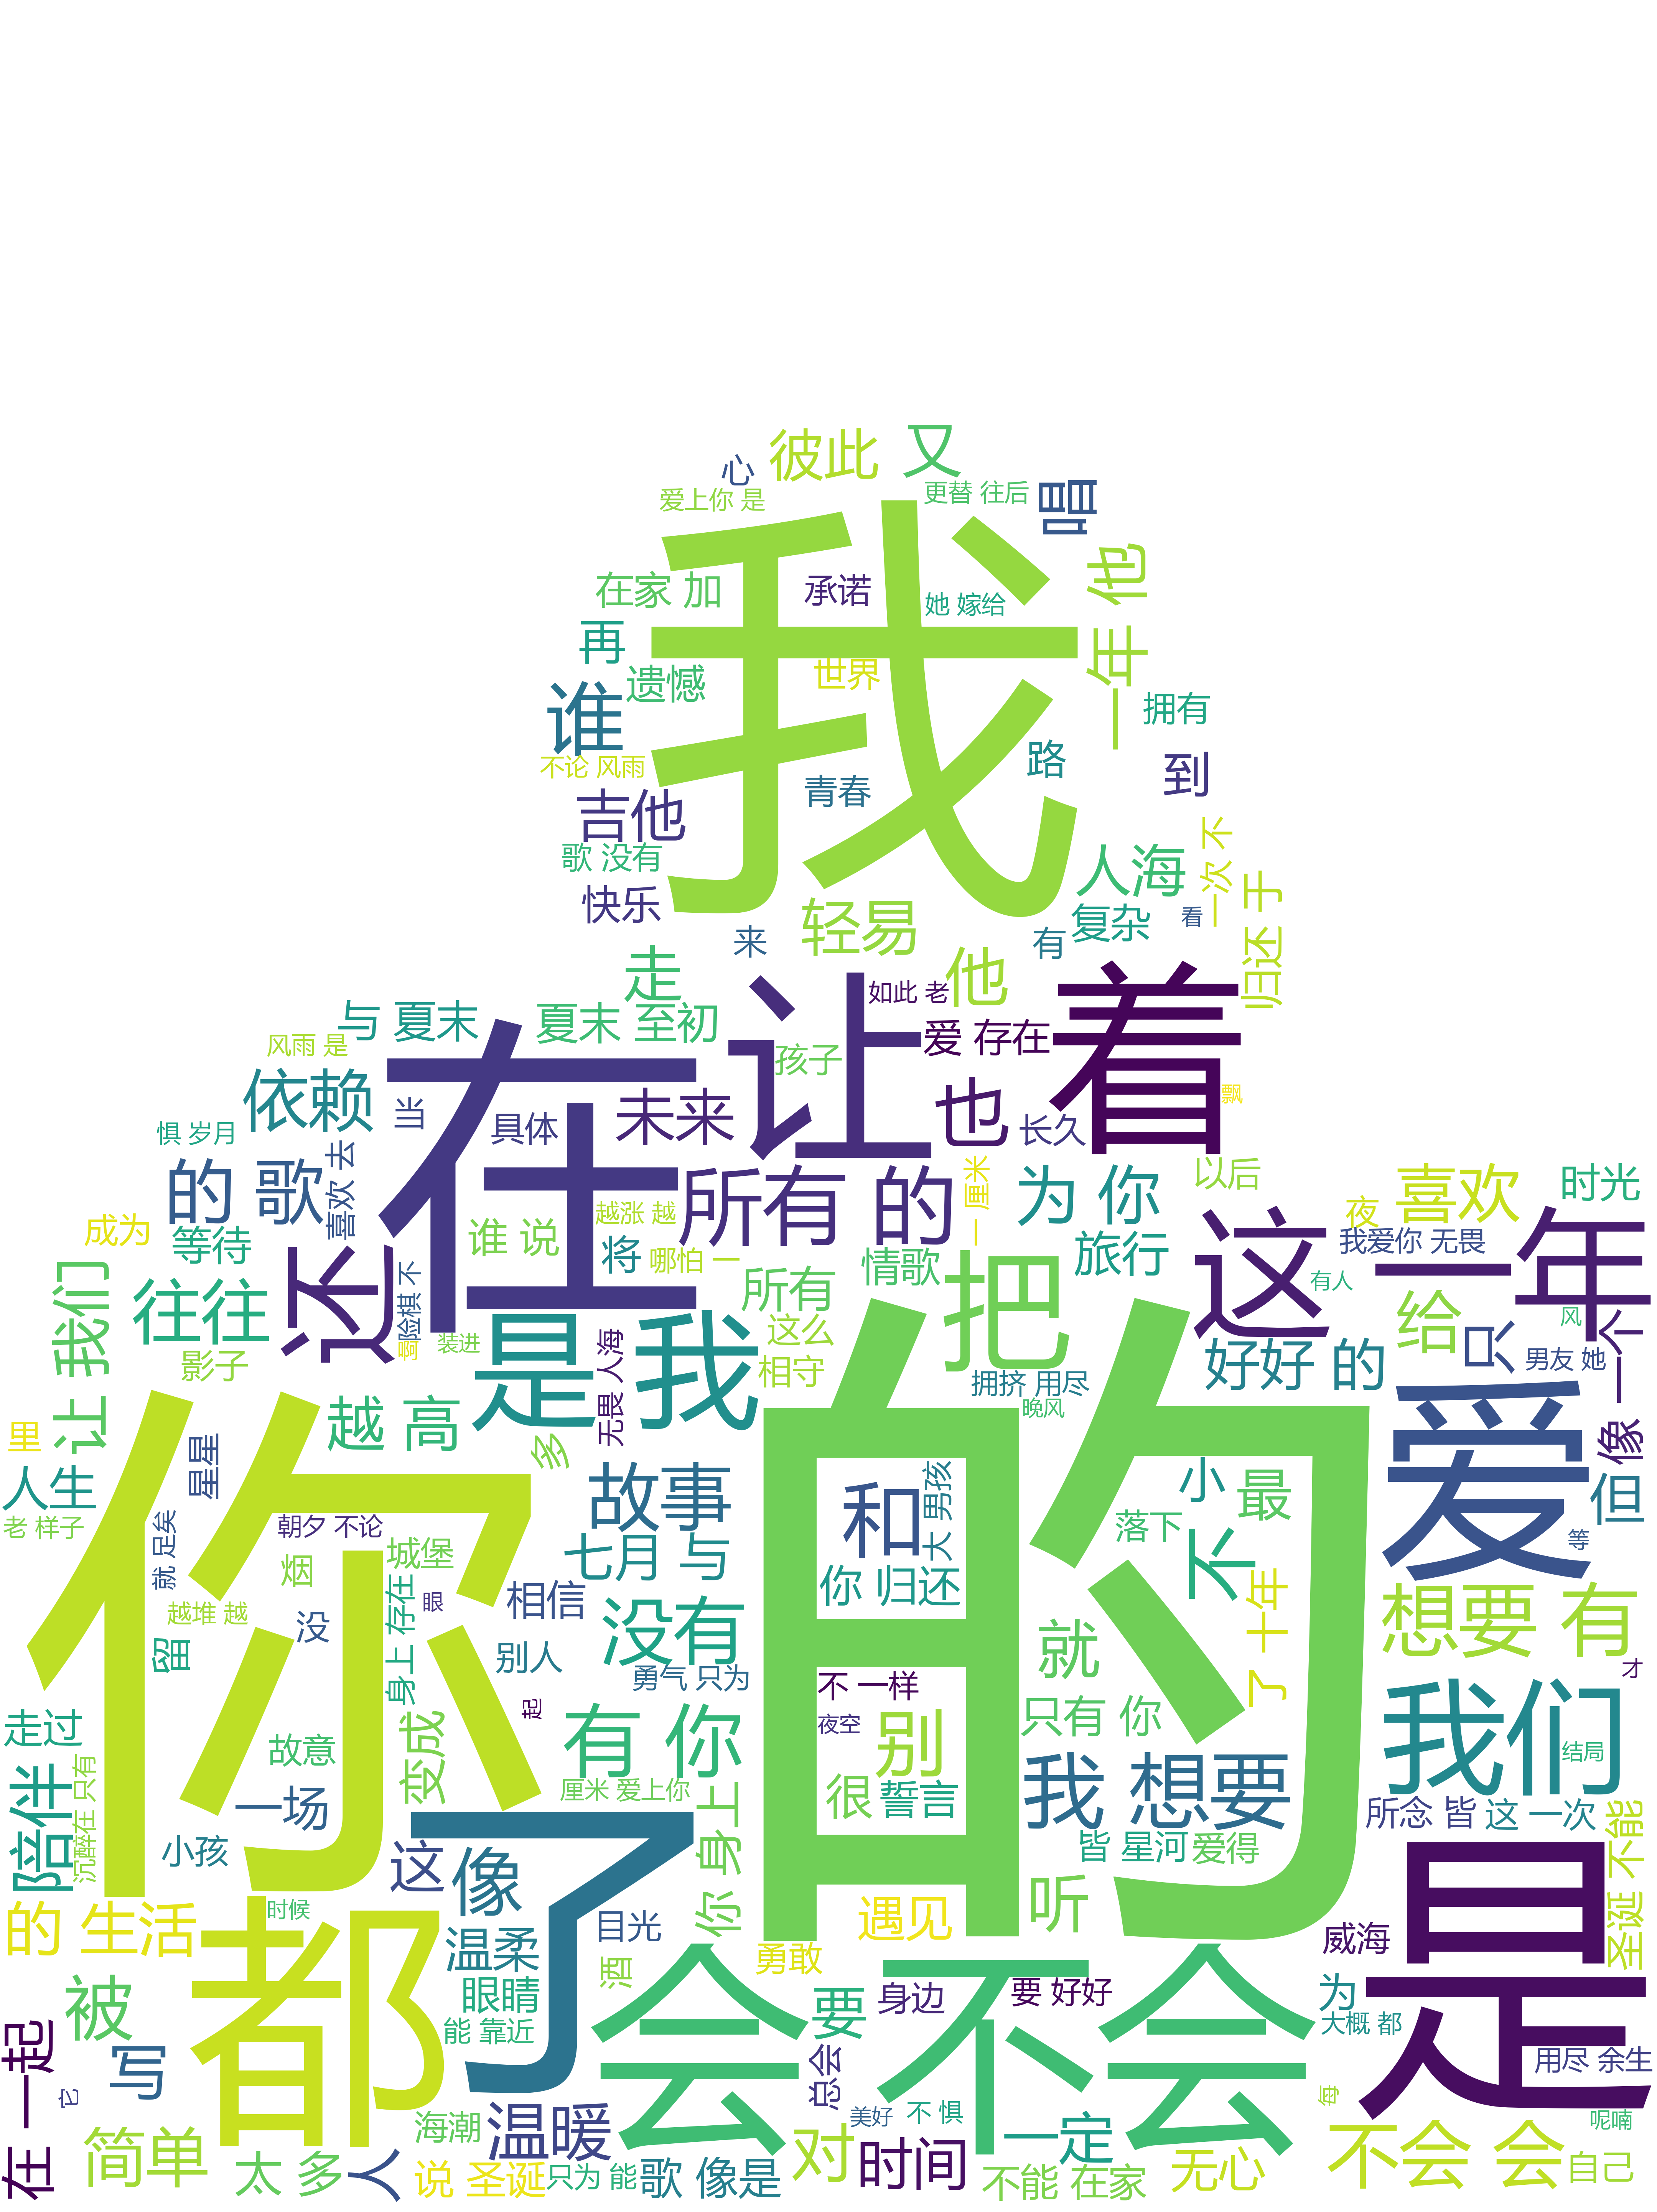 心 彼此 又
爱上你 是 更替 往后 唱
我
在家 加 承诺 她 嫁给 一年 他
再 遗憾 世界
谁 拥有
不论 风雨 青春 路 到
吉他
歌 没有 人海 一次 不
快乐 轻易 复杂 看 归还 于
走 来 他 有
让 如此 老 着
与 夏末 夏末 至初 爱 存在
风雨 是 在 孩子
依赖 当 具体 未来 也 长久 飘
惧 岁月
的 歌 喜欢 去 所有 的 一 厘米 为 你 以后 喜欢 时光
成为 等待 谁 说 越涨 越 夜
还 将 哪怕 一 情歌 旅行 这 一年 我爱你 无畏
让 我们 往往 险棋 不 所有 把 有人 给
影子 窝 装进 是 我 无畏 人海 这么 好好 的 只 风 一个
相守 拥挤 用尽 男友 她
里 你 越 高 多 晚风 的 爱 像
人生 星星 故事 和 大 男孩 小 最 但
老 样子 就 足矣 朝夕 不论 落下 不 等
烟 城堡 七月 与 你 归还
越堆 越 没 身上 存在 眼 相信 没有 就 了 十年 想要 有
留 别人 勇气 只为 不 一样 才
走过 故意 变成 起 有 你 夜空 别 只有 你 我们 结局
陪伴 沉醉在 只有 一场 厘米 爱上你 很 誓言 我 想要 所念 皆 这 一次
小孩 了 你 身上 皆 星河 爱得 圣诞 不能
的 生活 时候 这 像 目光 遇见 听 威海 是
都 温柔 酒 勇敢
被 眼睛 会 要 身边 不会 要 好好 为
在 一起 写 能 靠近 大概 都
它 总会 用尽 余生
海潮 温暖 美好 不 惧 每 呢喃
简单 太 多 人 说 圣诞 只为 能 歌 像是 对 时间 一定 不能 在家 无心 不会 会 自己